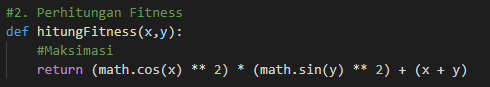 #2. Perhitungan Fitness
def hitungFitness(x,y):
    #Maksimasi
    return (math.cos(x) ** 2) * (math.sin(y) ** 2) + (x + y)